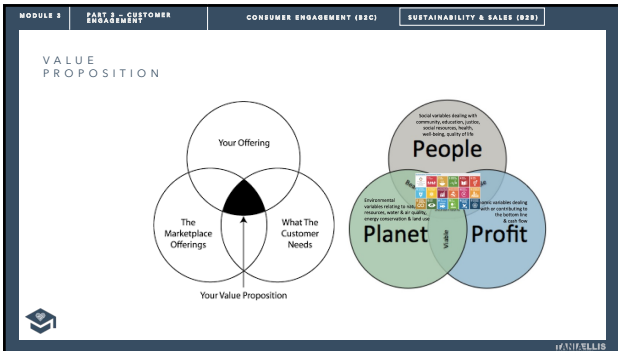 MODULE 3
PART 3 – CUSTOMER
ENGAGEMENT
CONSUMER ENGAGEMENT (B2C)
SUSTAINABILITY & SALES (B2B)
VALUE
PROPOSITION
Your Offering
The
Marketplace
Offerings
What The
Customer
Needs
Your Value Proposition
Social variables dealing with
community, education, justice,
social resources, health,
well-being, quality of life
People
Environmental
variables relating to
resources, water & air quality,
energy conservation & land use
Planet
variables dealing
with or contributing to
the bottom line
& cash flow
Profit
Viable
TANIAELLIS